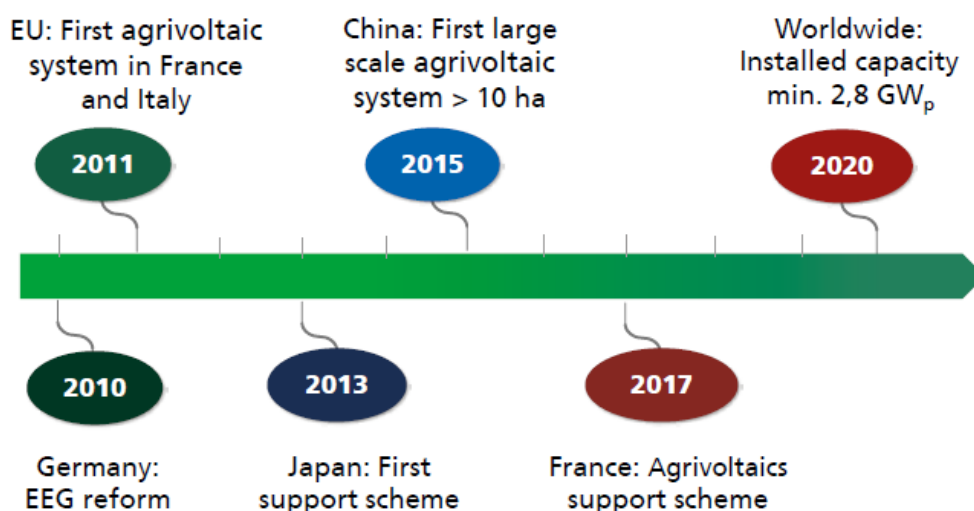 EU: First agrivoltaic
system in France
and Italy
China: First large
scale agrivoltaic
system > 10 ha
Worldwide:
Installed capacity
min. 2,8 GWₚ
2011
2015
2020
2010
2013
2017
Germany:
EEG reform
Japan: First
support scheme
France: Agrivoltaics
support scheme